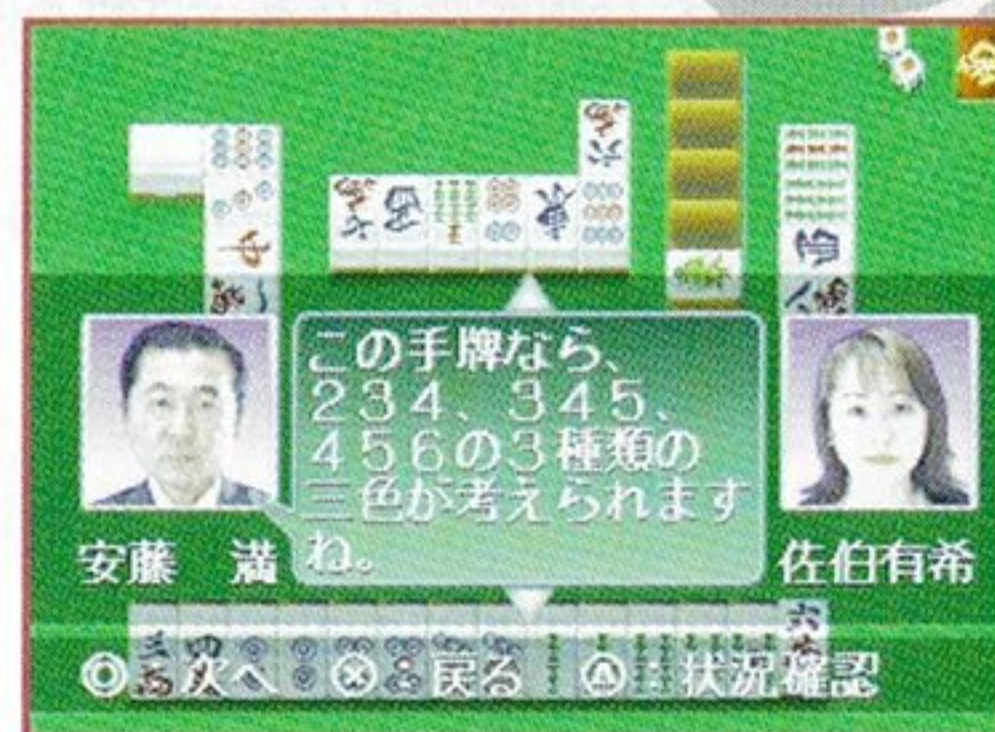 この手牌なら、
234、345、
456の3種類の
三色が考えられます
ね。
安藤　満
佐伯有希
◎：次へ ⊗：戻る △：状況確認